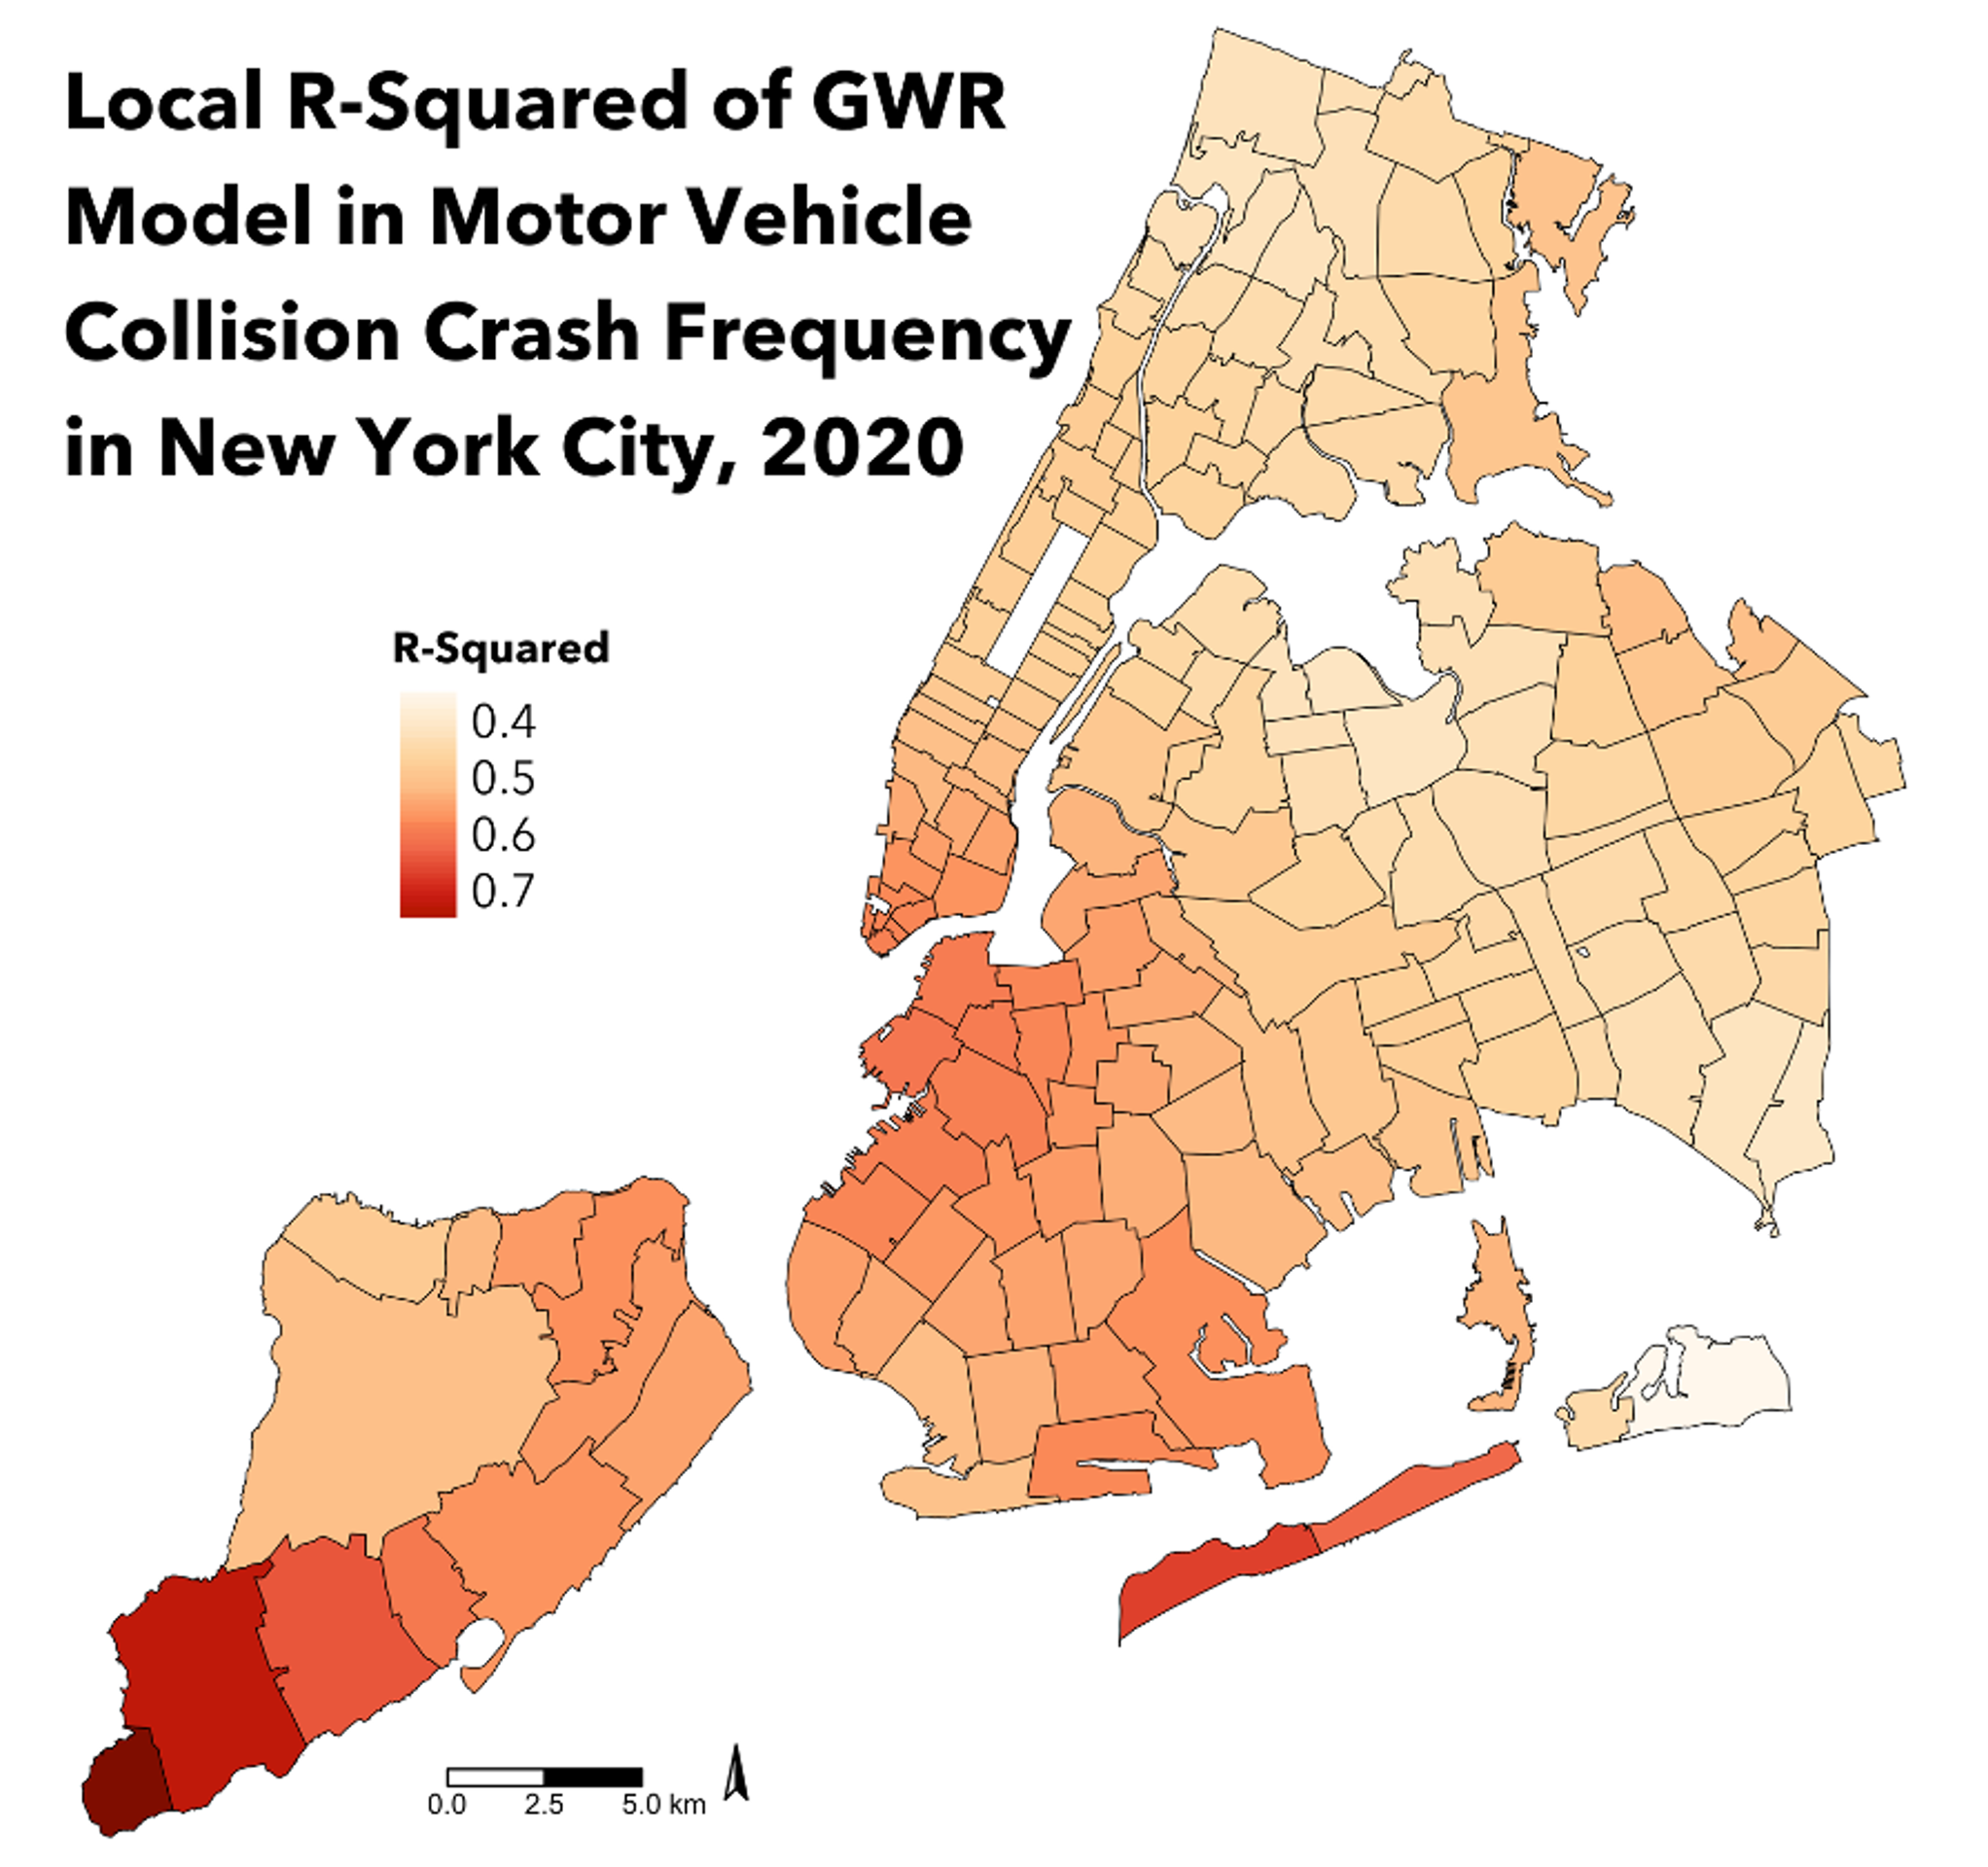 Local R-Squared of GWR
Model in Motor Vehicle
Collision Crash Frequency
in New York City, 2020
R-Squared
0.4
0.5
0.6
0.7
0.0 2.5 5.0 km